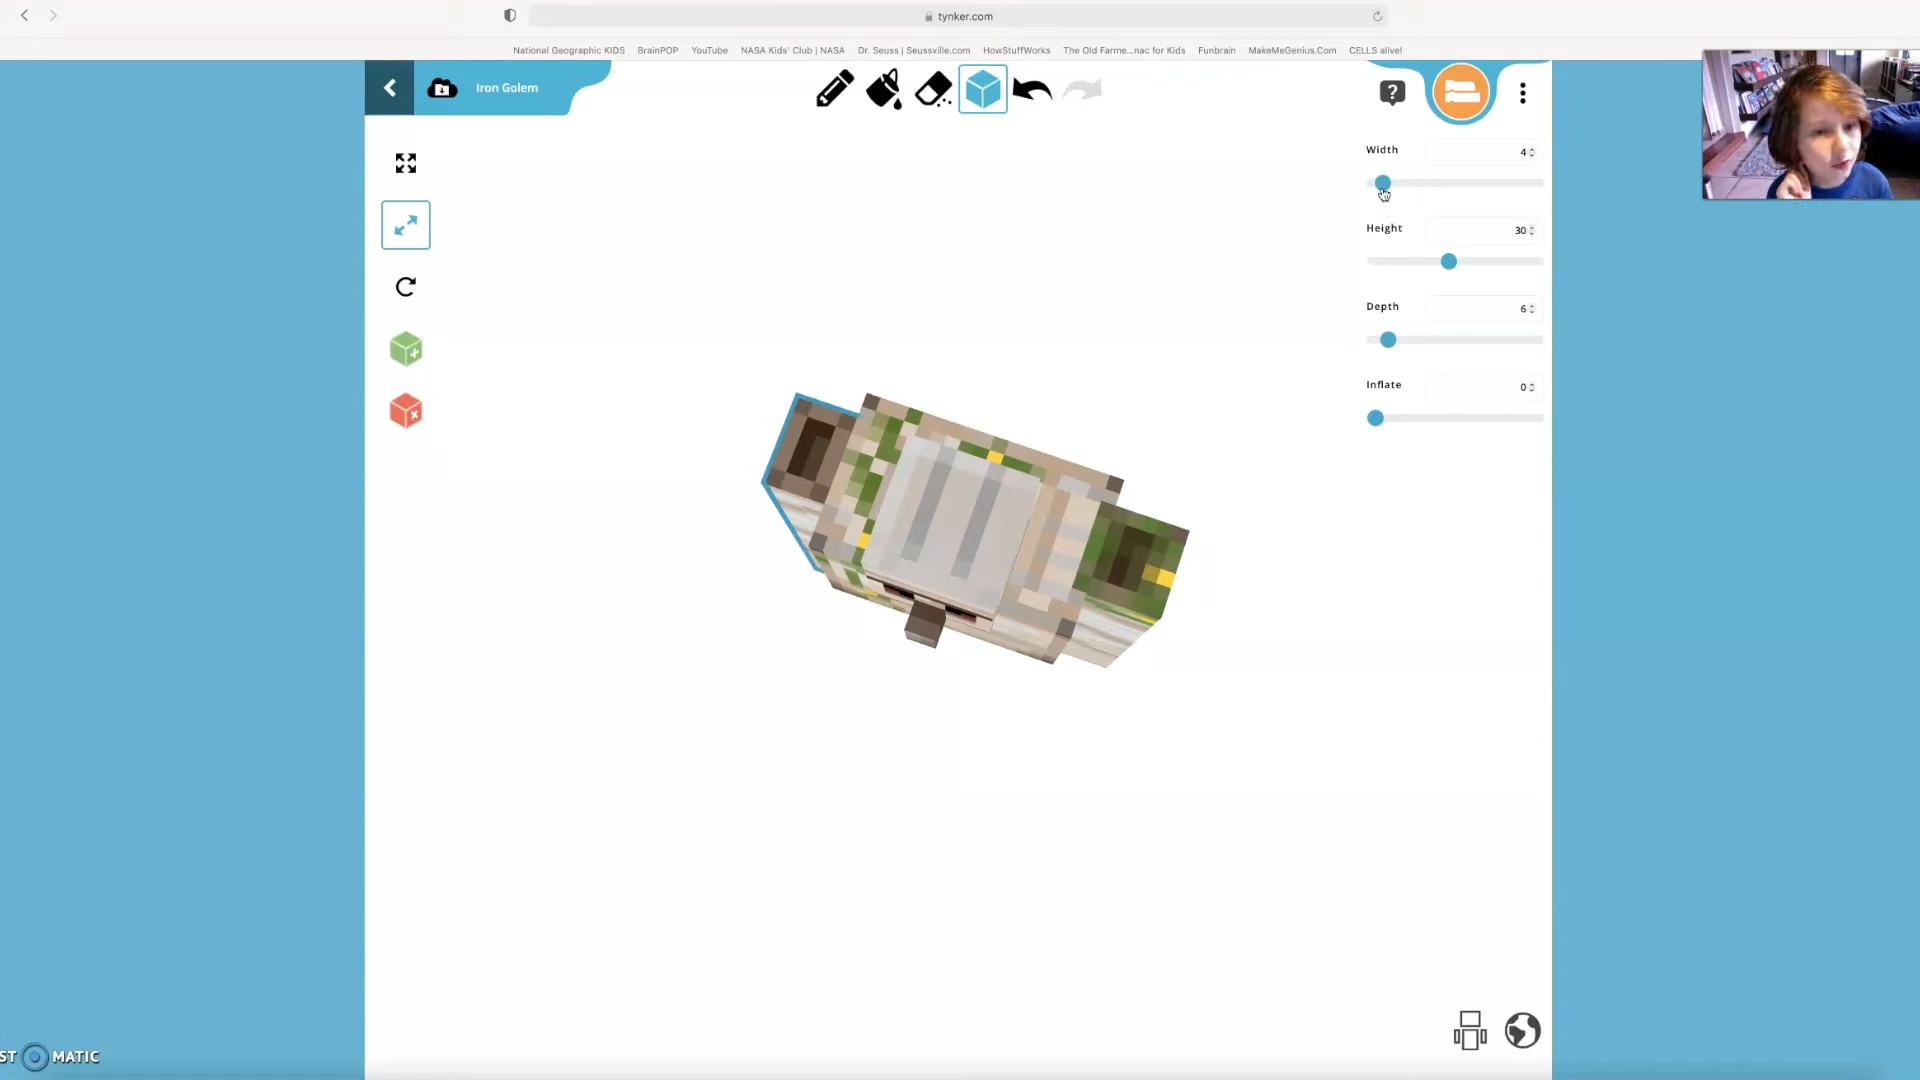 tynker.com
National Geographic KIDS BrainPOP YouTube NASA Kids' Club | NASA Dr. Seuss | Seussville.com HowStuffWorks The Old Farme...nac for Kids Funbrain MakeMeGenius.Com CELLS alive!
Iron Golem
?
Width 4
Height 30
Depth 6
Inflate 0
ST MATIC